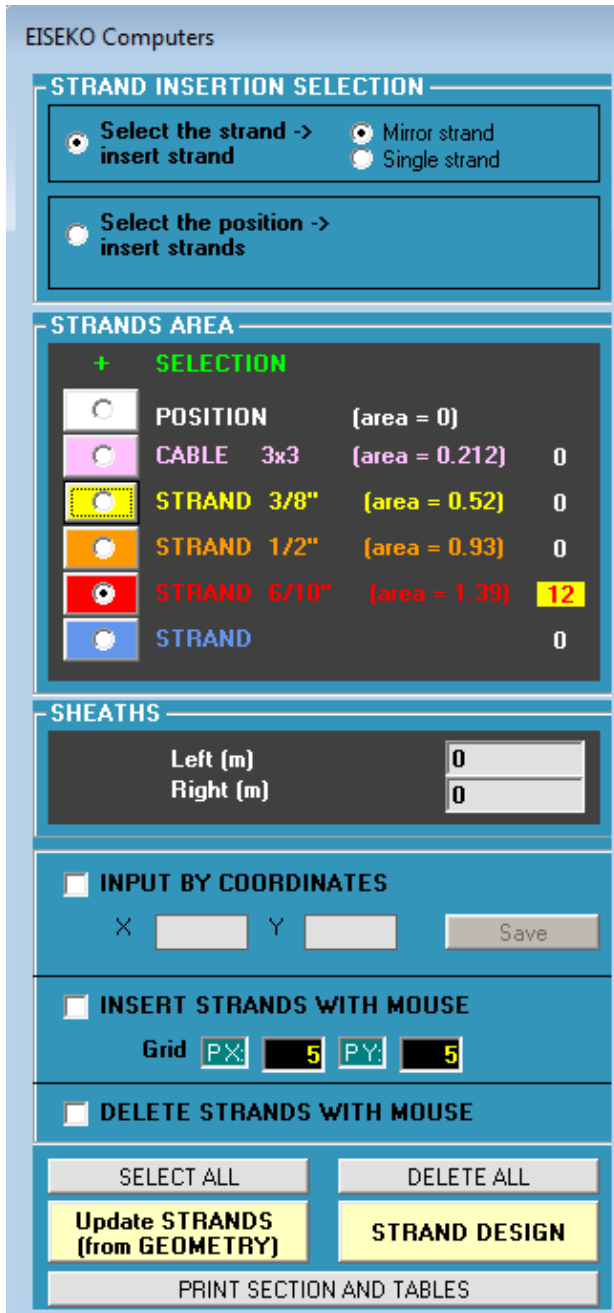 EISEKO Computers
STRAND INSERTION SELECTION
Select the strand -> Mirror strand
insert strand Single strand
Select the position ->
insert strands
STRANDS AREA
+ SELECTION
POSITION (area = 0)
CABLE 3x3 (area = 0.212) 0
STRAND 3/8" (area = 0.52) 0
STRAND 1/2" (area = 0.93) 0
STRAND 6/10" (area = 1.39) 12
STRAND 0
SHEATHS
Left (m) 0
Right (m) 0
INPUT BY COORDINATES
X Y Save
INSERT STRANDS WITH MOUSE
Grid PX: 5 PY: 5
DELETE STRANDS WITH MOUSE
SELECT ALL DELETE ALL
Update STRANDS
(from GEOMETRY) STRAND DESIGN
PRINT SECTION AND TABLES